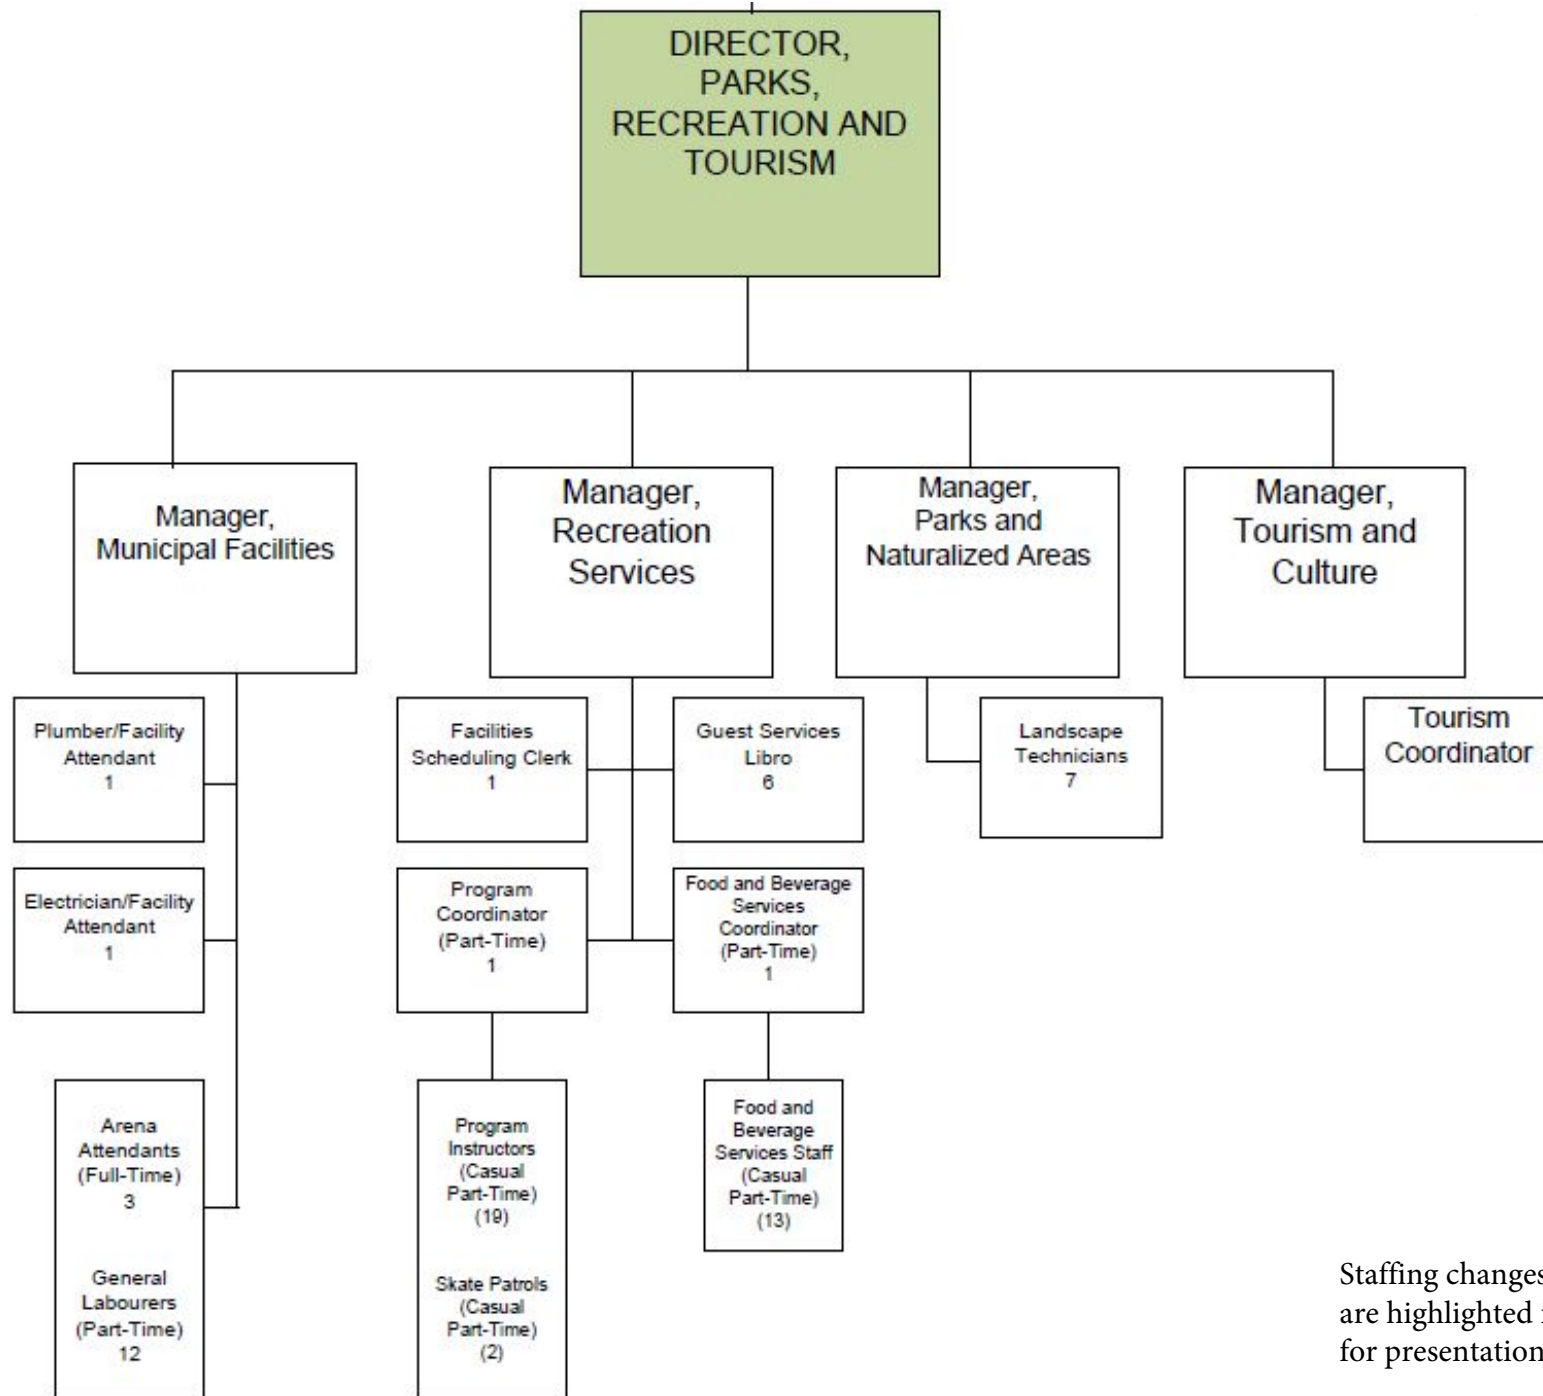 DIRECTOR,
PARKS,
RECREATION AND
TOURISM
Manager,
Municipal Facilities
Manager,
Recreation
Services
Manager,
Parks and
Naturalized Areas
Manager,
Tourism and
Culture
Plumber/Facility
Attendant
1
Facilities
Scheduling Clerk
1
Guest Services
Libro
6
Landscape
Technicians
7
Tourism
Coordinator
Electrician/Facility
Attendant
1
Program
Coordinator
(Part-Time)
1
Food and Beverage
Services
Coordinator
(Part-Time)
1
Arena
Attendants
(Full-Time)
3
General
Labourers
(Part-Time)
12
Program
Instructors
(Casual
Part-Time)
(19)
Skate Patrols
(Casual
Part-Time)
(2)
Food and
Beverage
Services Staff
(Casual
Part-Time)
(13)
Staffing changes
are highlighted
for presentation